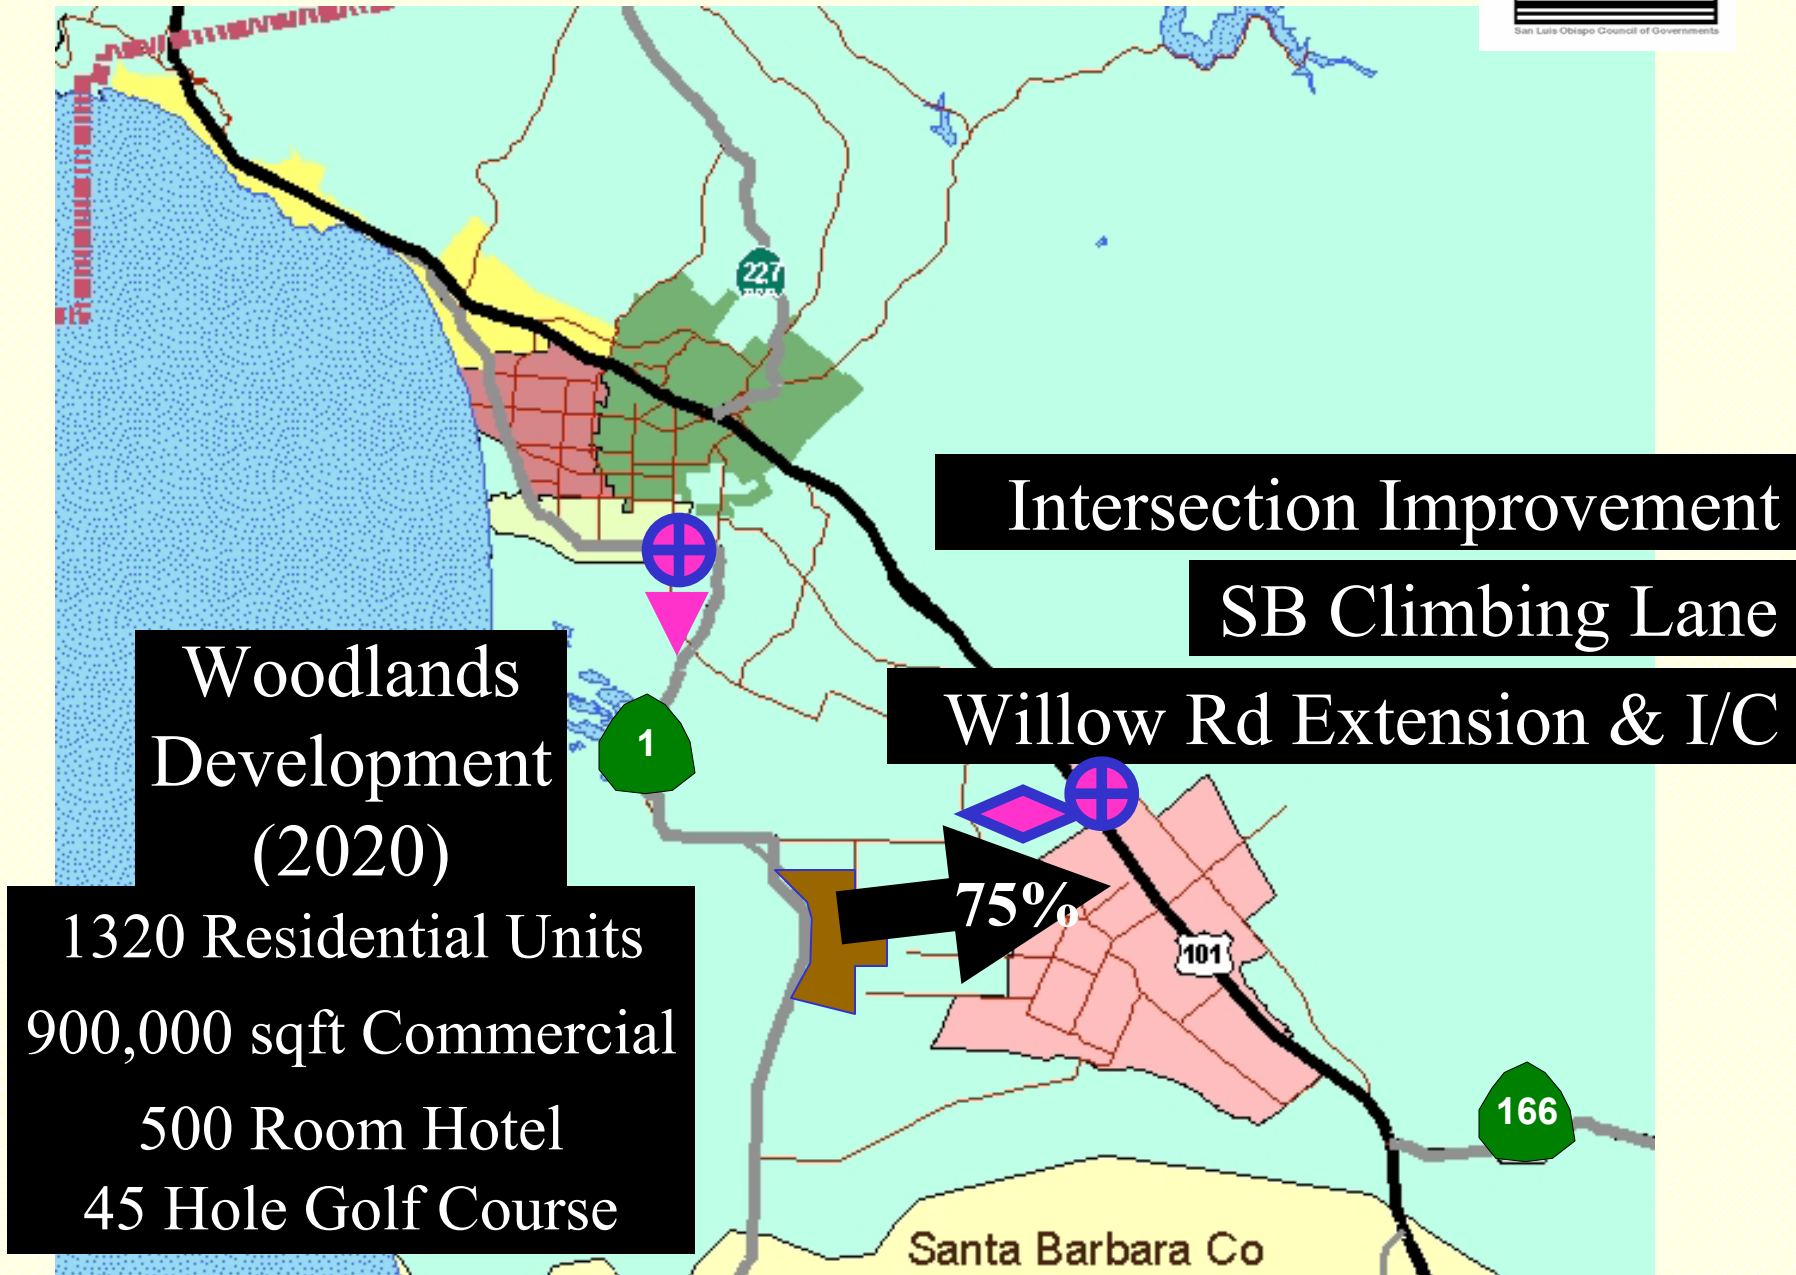 San Luis Obispo Council of Governments
227
Intersection Improvement
SB Climbing Lane
Willow Rd Extension & I/C
Woodlands
Development
(2020)
1320 Residential Units
900,000 sqft Commercial
500 Room Hotel
45 Hole Golf Course
1
75%
101
166
Santa Barbara Co